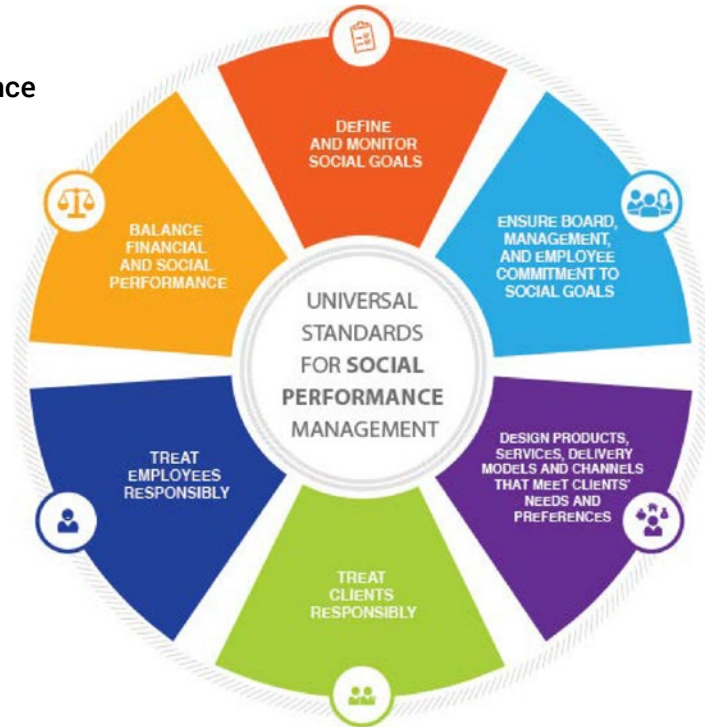 nce
DEFINE
AND MONITOR
SOCIAL GOALS
ENSURE BOARD,
MANAGEMENT,
AND EMPLOYEE
COMMITMENT TO
SOCIAL GOALS
DESIGN PRODUCTS,
SERVICES, DELIVERY
MODELS AND CHANNELS
THAT MEET CLIENTS'
NEEDS AND
PREFERENCES
TREAT
CLIENTS
RESPONSIBLY
TREAT
EMPLOYEES
RESPONSIBLY
BALANCE
FINANCIAL
AND SOCIAL
PERFORMANCE
UNIVERSAL
STANDARDS
FOR SOCIAL
PERFORMANCE
MANAGEMENT